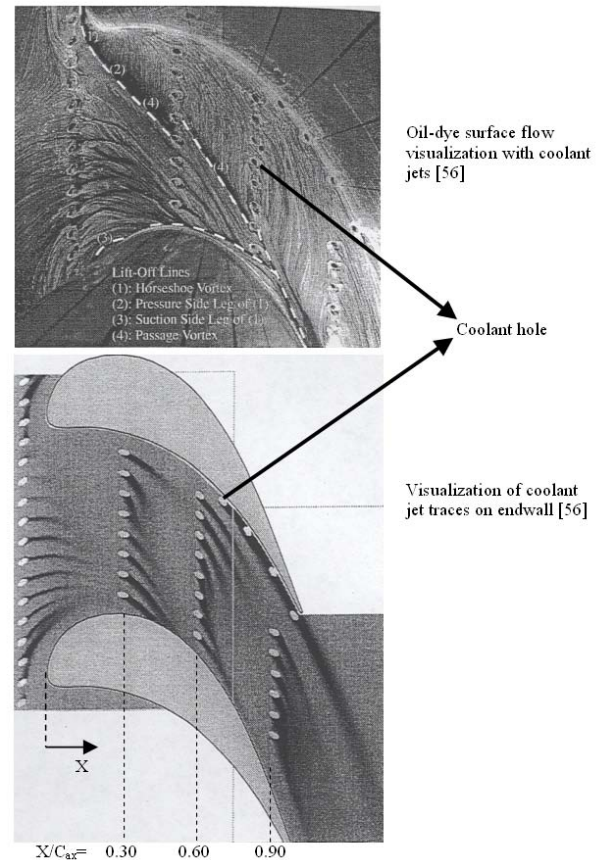 (1)
(2)
(4)
(4)
(3)
Lift-Off Lines
(1): Horseshoe Vortex
(2): Pressure Side Leg of (1)
(3): Suction Side Leg of (1)
(4): Passage Vortex
Oil-dye surface flow
visualization with coolant
jets [56]
Coolant hole
Visualization of coolant
jet traces on endwall [56]
X
X/Cax= 0.30 0.60 0.90